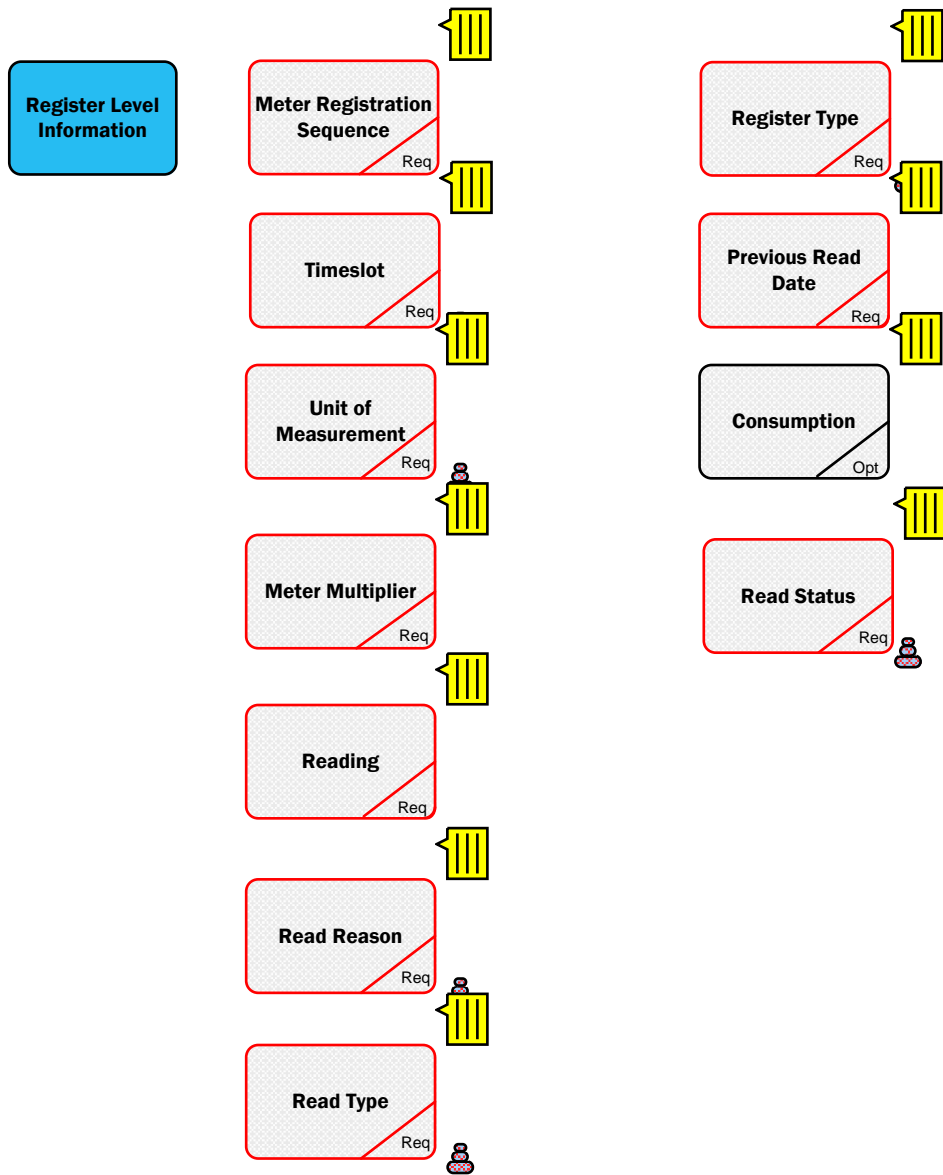 Register Level
Information
Meter Registration
Sequence
Req
Register Type
Req
Timeslot
Req
Previous Read
Date
Req
Unit of
Measurement
Req
Consumption
Opt
Meter Multiplier
Req
Read Status
Req
Reading
Req
Read Reason
Req
Read Type
Req